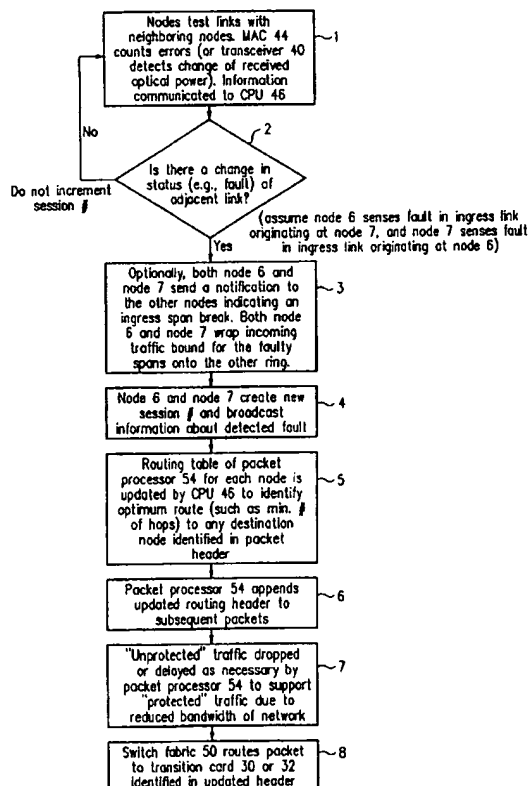 Nodes test links with
neighboring nodes. MAC 44
counts errors (or transceiver 40
detects change of received
optical power). Information
communicated to CPU 46
1
No
2
Is there a change in
status (e.g., fault) of
adjacent link?
Do not increment
session #
(assume node 6 senses fault in ingress link
originating at node 7, and node 7 senses fault
in ingress link originating at node 6)
Yes
Optionally, both node 6 and
node 7 send a notification to
the other nodes indicating an
ingress span break. Both node
6 and node 7 wrap incoming
traffic bound for the faulty
spans onto the other ring.
3
Node 6 and node 7 create new
session # and broadcast
information about detected fault
4
Routing table of packet
processor 54 for each node is
updated by CPU 46 to identify
optimum route (such as min. #
of hops) to any destination
node identified in packet
header
5
Packet processor 54 appends
updated routing header to
subsequent packets
6
"Unprotected" traffic dropped
or delayed as necessary by
packet processor 54 to support
"protected" traffic due to
reduced bandwidth of network
7
Switch fabric 50 routes packet
to transition card 30 or 32
identified in updated header
8